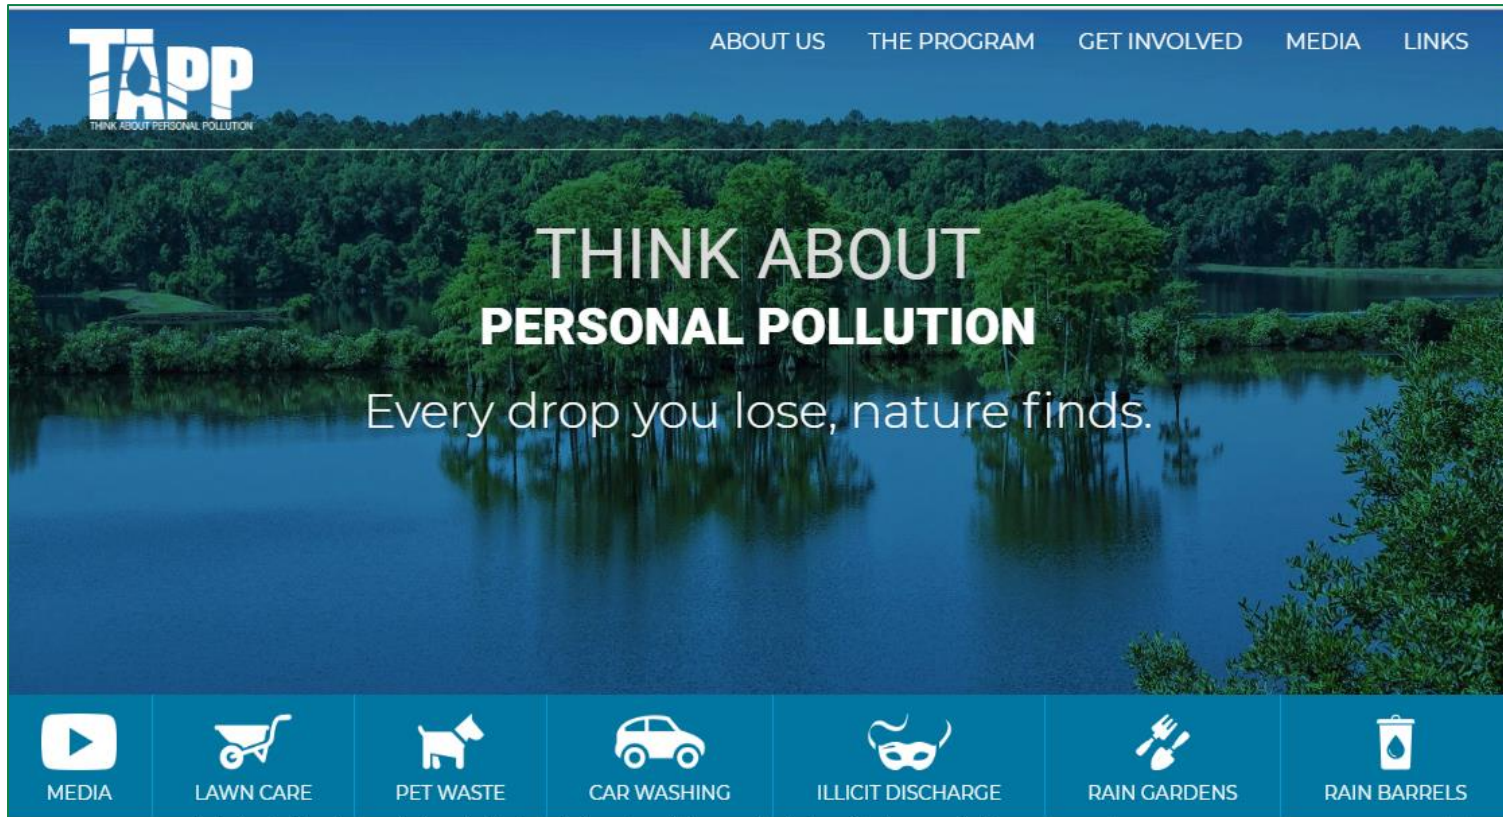 TAPP
THINK ABOUT PERSONAL POLLUTION
ABOUT US THE PROGRAM GET INVOLVED MEDIA LINKS
THINK ABOUT
PERSONAL POLLUTION
Every drop you lose, nature finds.
MEDIA LAWN CARE PET WASTE CAR WASHING ILLICIT DISCHARGE RAIN GARDENS RAIN BARRELS